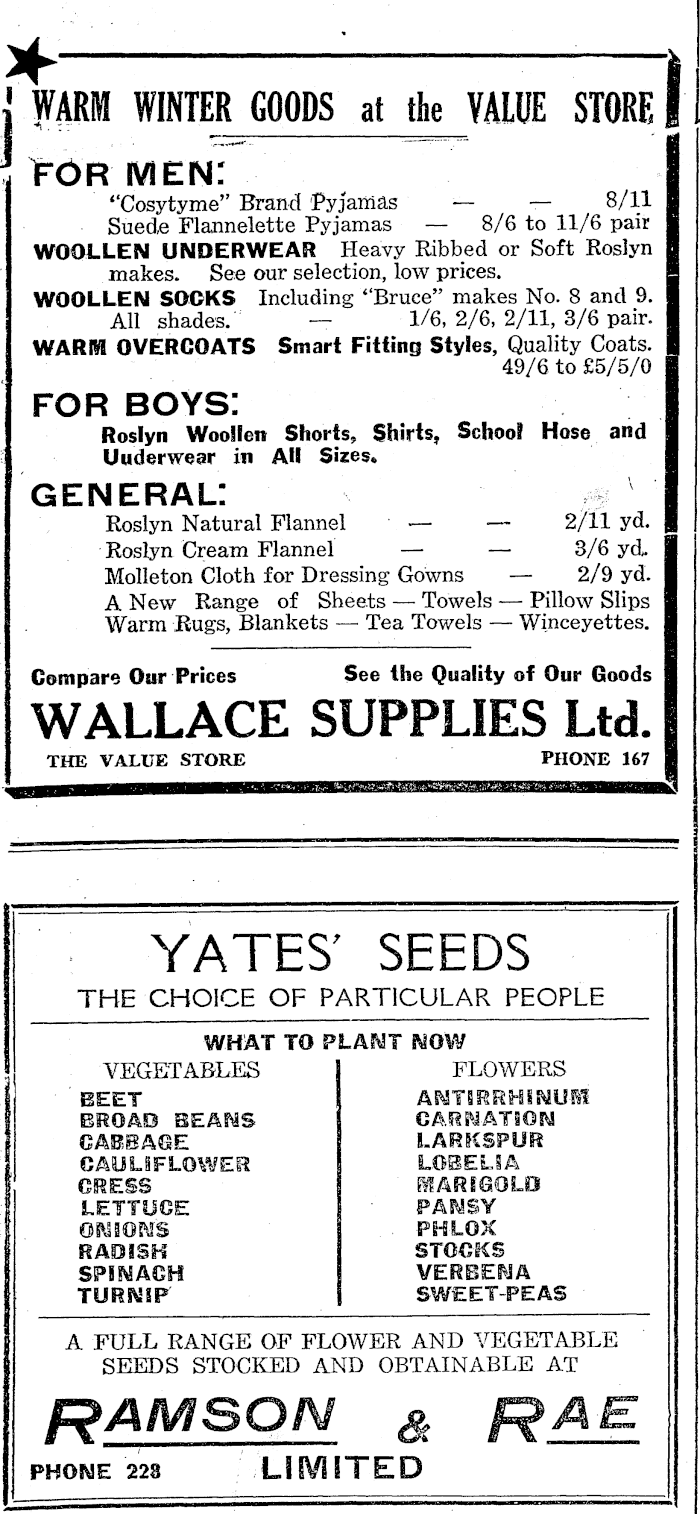 WARM WINTER GOODS at the VALUE STORE
FOR MEN:
"Cosytyme" Brand Pyjamas — — 8/11
Suede Flannelette Pyjamas — 8/6 to 11/6 pair
WOOLLEN UNDERWEAR Heavy Ribbed or Soft Roslyn
makes. See our selection, low prices.
WOOLLEN SOCKS Including "Bruce" makes No. 8 and 9.
All shades. — 1/6, 2/6, 2/11, 3/6 pair.
WARM OVERCOATS Smart Fitting Styles, Quality Coats.
49/6 to £5/5/0
FOR BOYS:
Roslyn Woollen Shorts, Shirts, School Hose and
Uuderwear in All Sizes.
GENERAL:
Roslyn Natural Flannel — — 2/11 yd.
Roslyn Cream Flannel — — 3/6 yd.
Molleton Cloth for Dressing Gowns — 2/9 yd.
A New Range of Sheets — Towels — Pillow Slips
Warm Rugs, Blankets — Tea Towels — Winceyettes.
Compare Our Prices See the Quality of Our Goods
WALLACE SUPPLIES Ltd.
THE VALUE STORE PHONE 167
YATES' SEEDS
THE CHOICE OF PARTICULAR PEOPLE
WHAT TO PLANT NOW
VEGETABLES
BEET
BROAD BEANS
CABBAGE
CAULIFLOWER
CRESS
LETTUCE
ONIONS
RADISH
SPINACH
TURNIP
FLOWERS
ANTIRRHINUM
CARNATION
LARKSPUR
LOBELIA
MARIGOLD
PANSY
PHLOX
STOCKS
VERBENA
SWEET-PEAS
A FULL RANGE OF FLOWER AND VEGETABLE
SEEDS STOCKED AND OBTAINABLE AT
RAMSON & RAE
PHONE 228 LIMITED